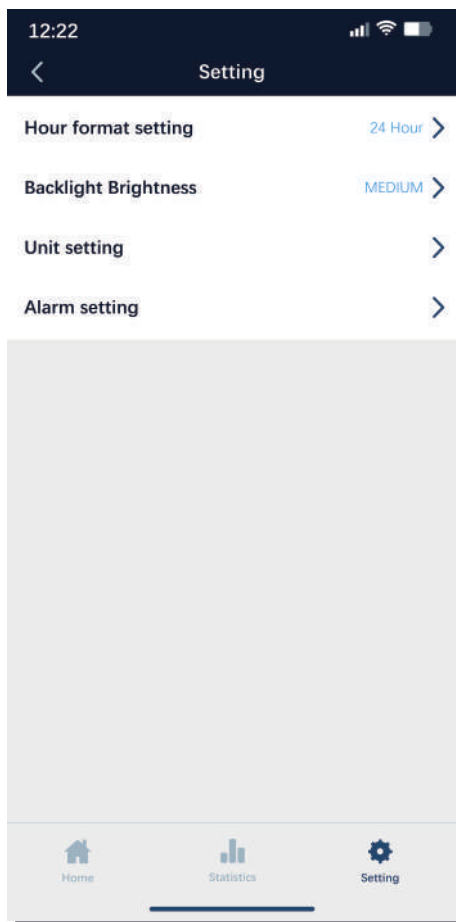 12:22
Setting
Hour format setting 24 Hour
Backlight Brightness MEDIUM
Unit setting
Alarm setting
Home Statistics Setting